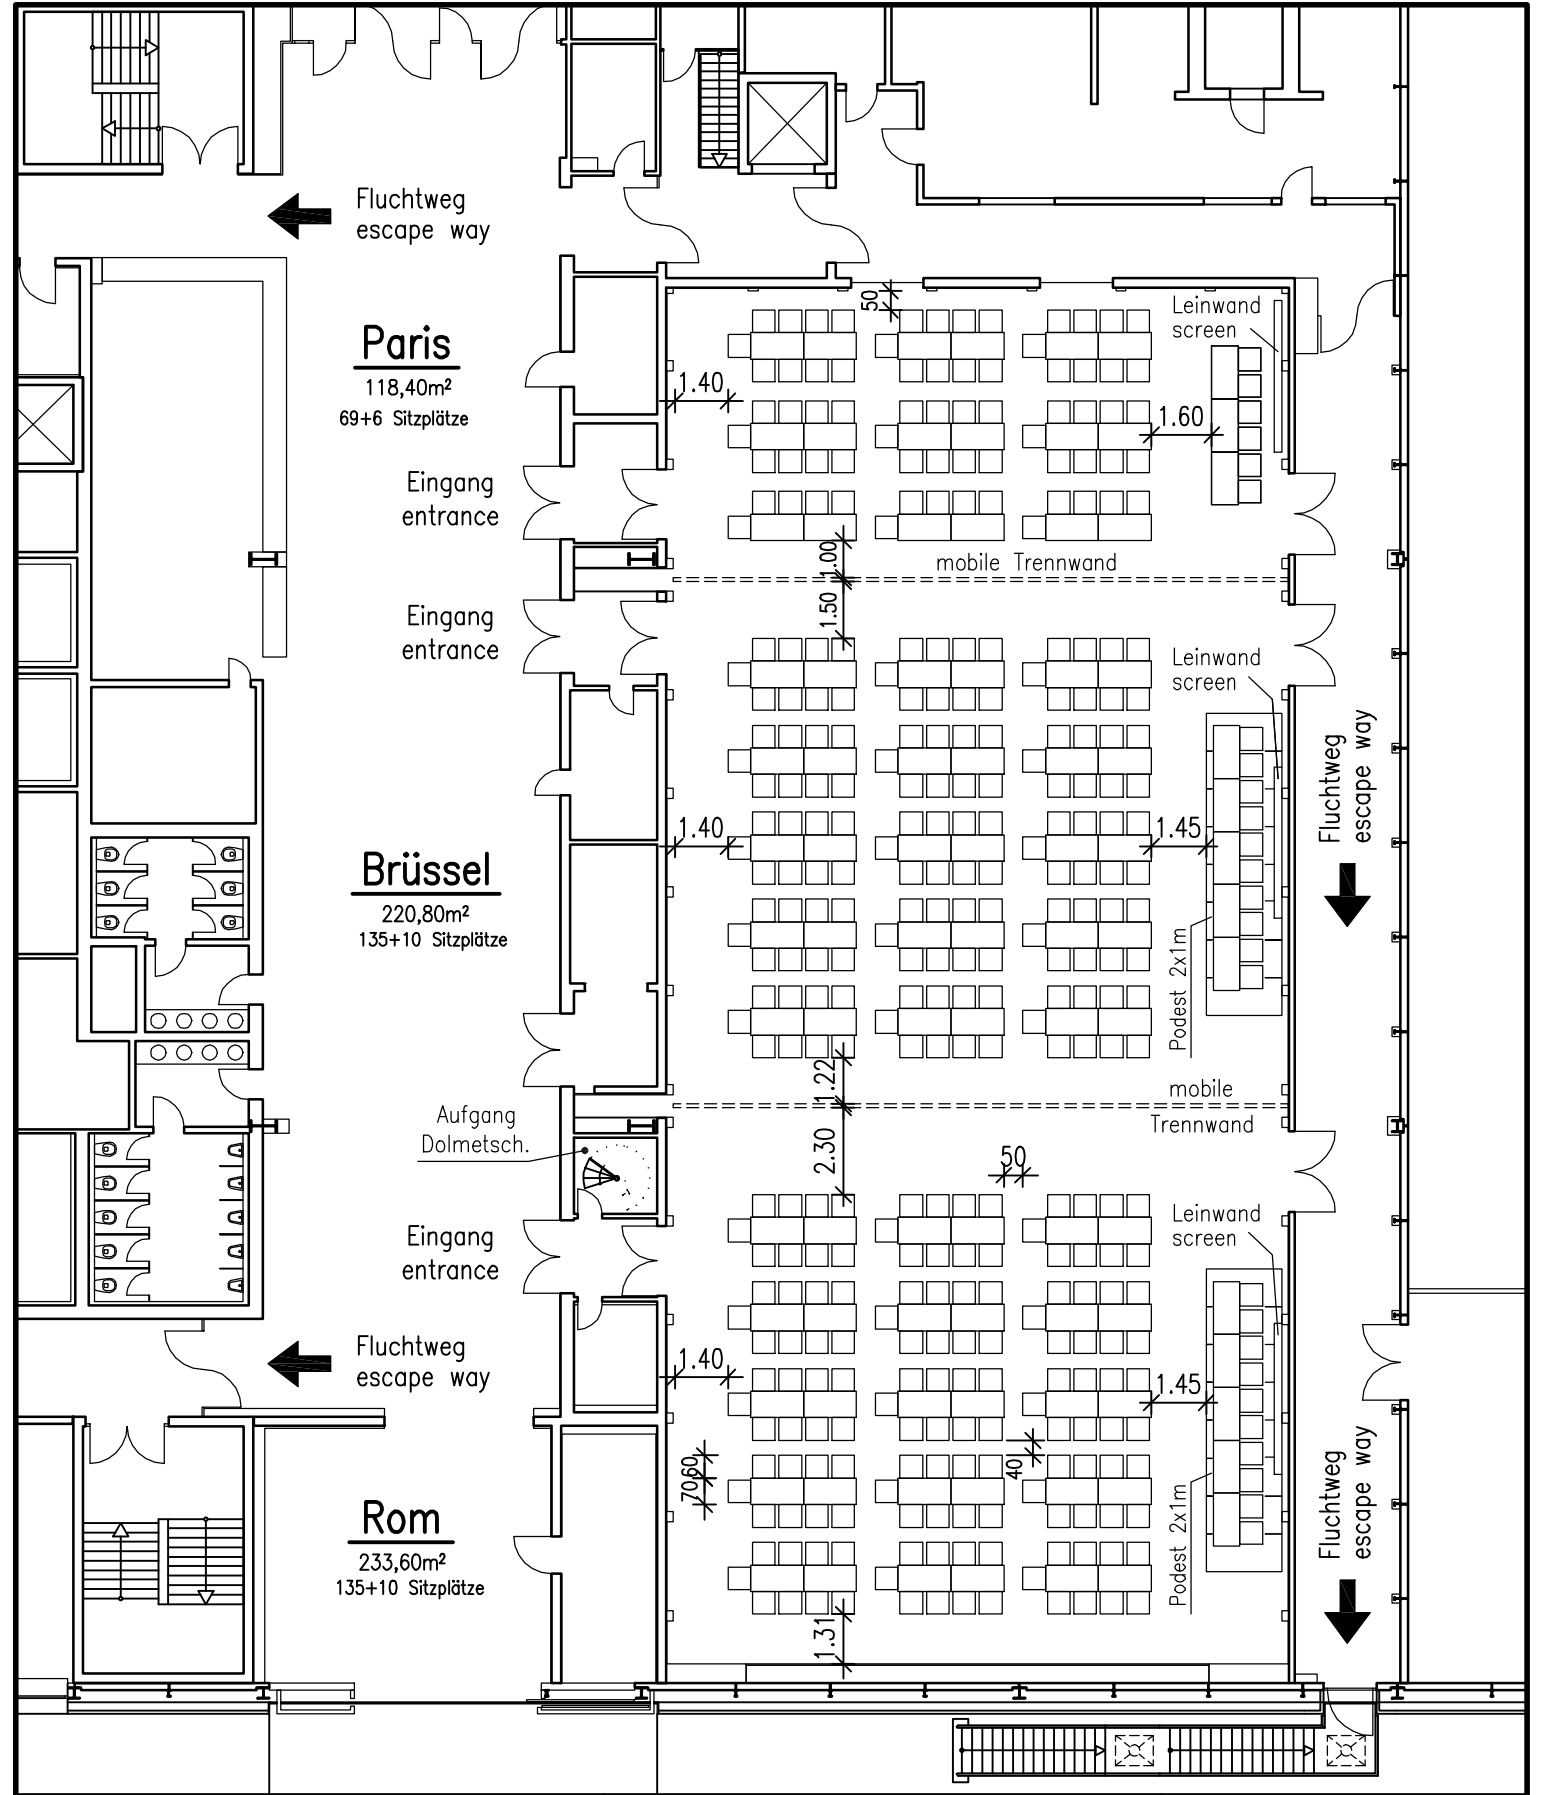 Fluchtweg
escape way
50
Leinwand
screen
Paris
118,40m²
69+6 Sitzplätze
1.40
1.60
Eingang
entrance
1.00
mobile Trennwand
1.50
Eingang
entrance
Leinwand
screen
Fluchtweg
escape way
Brüssel
220,80m²
135+10 Sitzplätze
1.40
1.45
Podest 2x1m
1.22
mobile
Trennwand
Aufgang
Dolmetsch.
2.30
50
Eingang
entrance
Leinwand
screen
Fluchtweg
escape way
1.40
1.45
Fluchtweg
escape way
60
70
40
Podest 2x1m
Rom
233,60m²
135+10 Sitzplätze
1.31